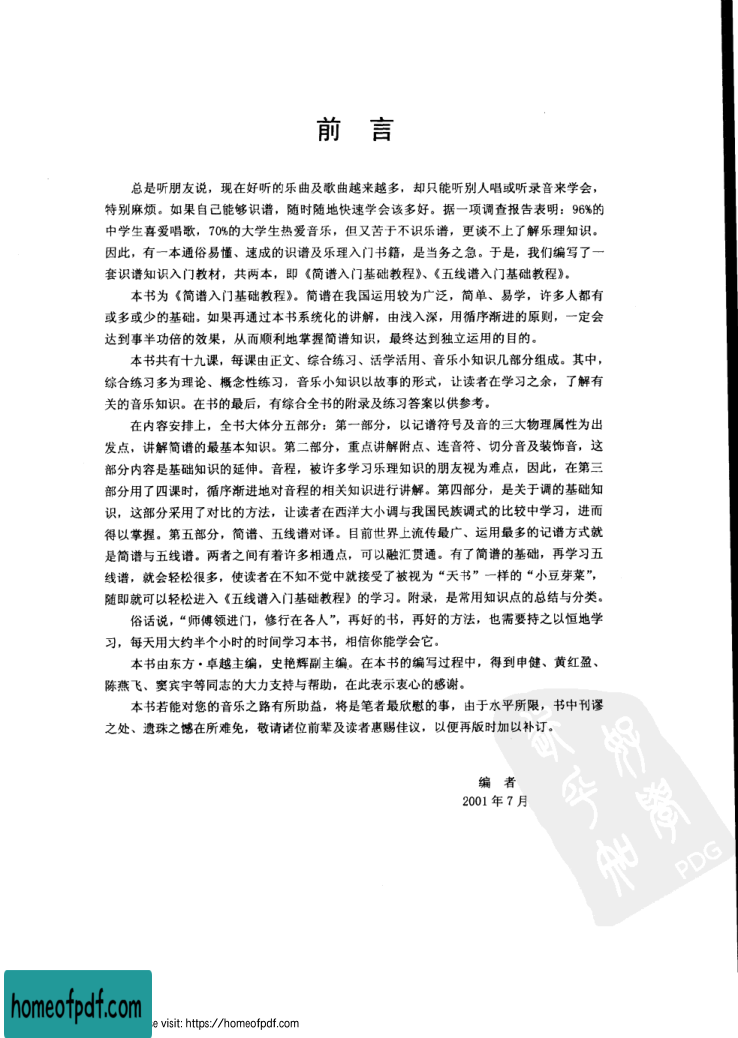 前言
总是听朋友说，现在好听的乐曲及歌曲越来越多，却只能听别人唱或听录音来学会，
特别麻烦。如果自己能够识谱，随时随地快速学会该多好。据一项调查报告表明：96%的
中学生喜爱唱歌，70%的大学生热爱音乐，但又苦于不识乐谱，更谈不上了解乐理知识。
因此，有一本通俗易懂、速成的识谱及乐理入门书籍，是当务之急。于是，我们编写了一
套识谱知识入门教材，共两本，即《简谱入门基础教程》、《五线谱入门基础教程》。
本书为《简谱入门基础教程》。简谱在我国运用较为广泛，简单、易学，许多人都有
或多或少的基础。如果再通过本书系统化的讲解，由浅入深，用循序渐进的原则，一定会
达到事半功倍的效果，从而顺利地掌握简谱知识，最终达到独立运用的目的。
本书共有十九课，每课由正文、综合练习、活学活用、音乐小知识几部分组成。其中，
综合练习多为理论、概念性练习，音乐小知识以故事的形式，让读者在学习之余，了解有
关的音乐知识。在书的最后，有综合全书的附录及练习答案以供参考。
在内容安排上，全书大体分五部分：第一部分，以记谱符号及音的三大物理属性为出
发点，讲解简谱的最基本知识。第二部分，重点讲解附点、连音符、切分音及装饰音，这
部分内容是基础知识的延伸。音程，被许多学习乐理知识的朋友视为难点，因此，在第三
部分用了四课时，循序渐进地对音程的相关知识进行讲解。第四部分，是关于调的基础知
识，这部分采用了对比的方法，让读者在西洋大小调与我国民族调式的比较中学习，进而
得以掌握。第五部分，简谱、五线谱对译。目前世界上流传最广、运用最多的记谱方式就
是简谱与五线谱。两者之间有着许多相通点，可以融汇贯通。有了简谱的基础，再学习五
线谱，就会轻松很多，使读者在不知不觉中就接受了被视为“天书”一样的“小豆芽菜”，
随即就可以轻松进入《五线谱入门基础教程》的学习。附录，是常用知识点的总结与分类。
俗话说，“师傅领进门，修行在各人”，再好的书，再好的方法，也需要持之以恒地学
习，每天用大约半个小时的时间学习本书，相信你能学会它。
本书由东方·卓越主编，史艳辉副主编。在本书的编写过程中，得到申健、黄红盈、
陈燕飞、窦宾宇等同志的大力支持与帮助，在此表示衷心的感谢。
本书若能对您的音乐之路有所助益，将是笔者最欣慰的事，由于水平所限，书中刊谬
之处、遗珠之憾在所难免，敬请诸位前辈及读者惠赐佳议，以便再版时加以补订。
编者
2001年7月
PDG
homeofpdf.com
se visit: https://homeofpdf.com